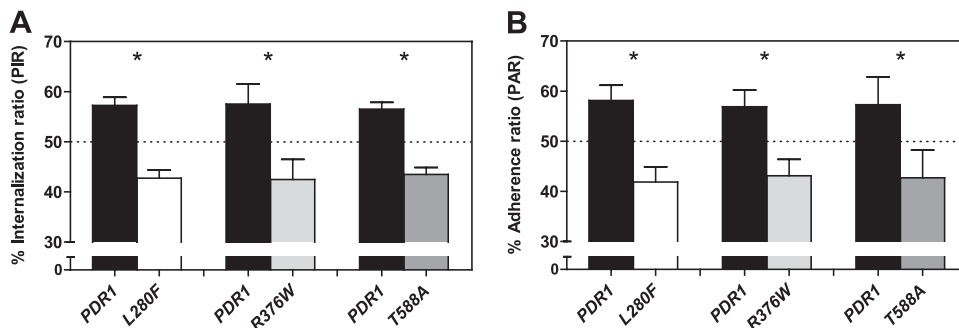 A
% Internalization ratio (PIR)
70
60
50
40
30
0
* * *
PDR1 L280F PDR1 R376W PDR1 T588A
B
% Adherence ratio (PAR)
70
60
50
40
30
0
* * *
PDR1 L280F PDR1 R376W PDR1 T588A